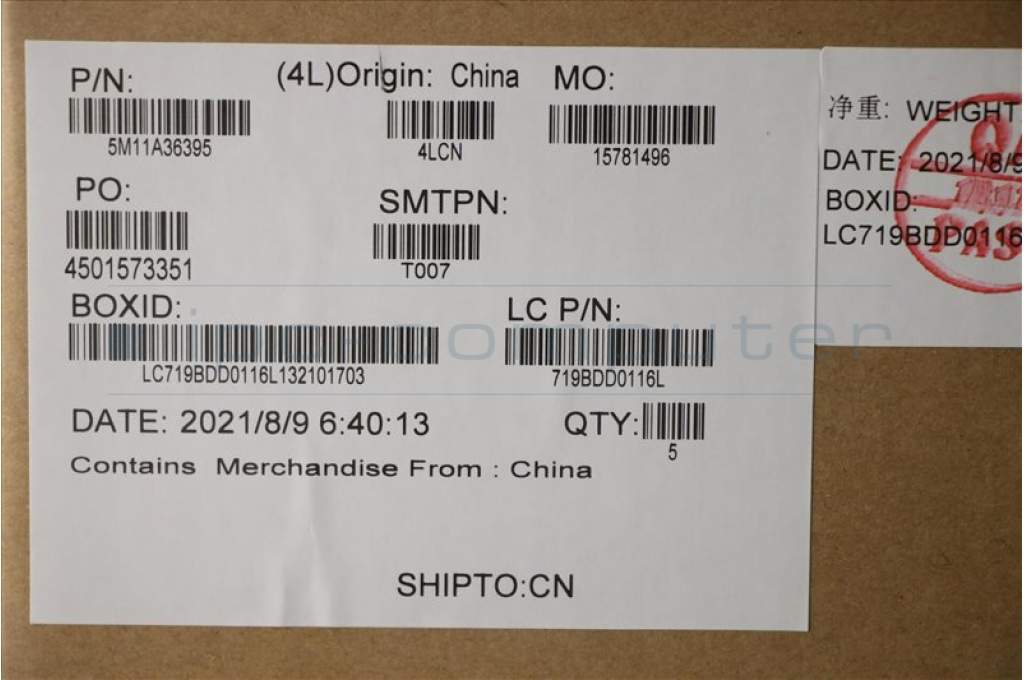 P/N: (4L)Origin: China MO:
5M11A36395 4LCN 15781496
PO: SMTPN:
4501573351 T007
BOXID: LC P/N:
LC719BDD0116L132101703 719BDD0116L
DATE: 2021/8/9 6:40:13 QTY:
5
Contains Merchandise From : China
SHIPTO:CN
净重: WEIGHT
DATE: 2021/8/9
BOXID:
LC719BDD0116
ipc-computer